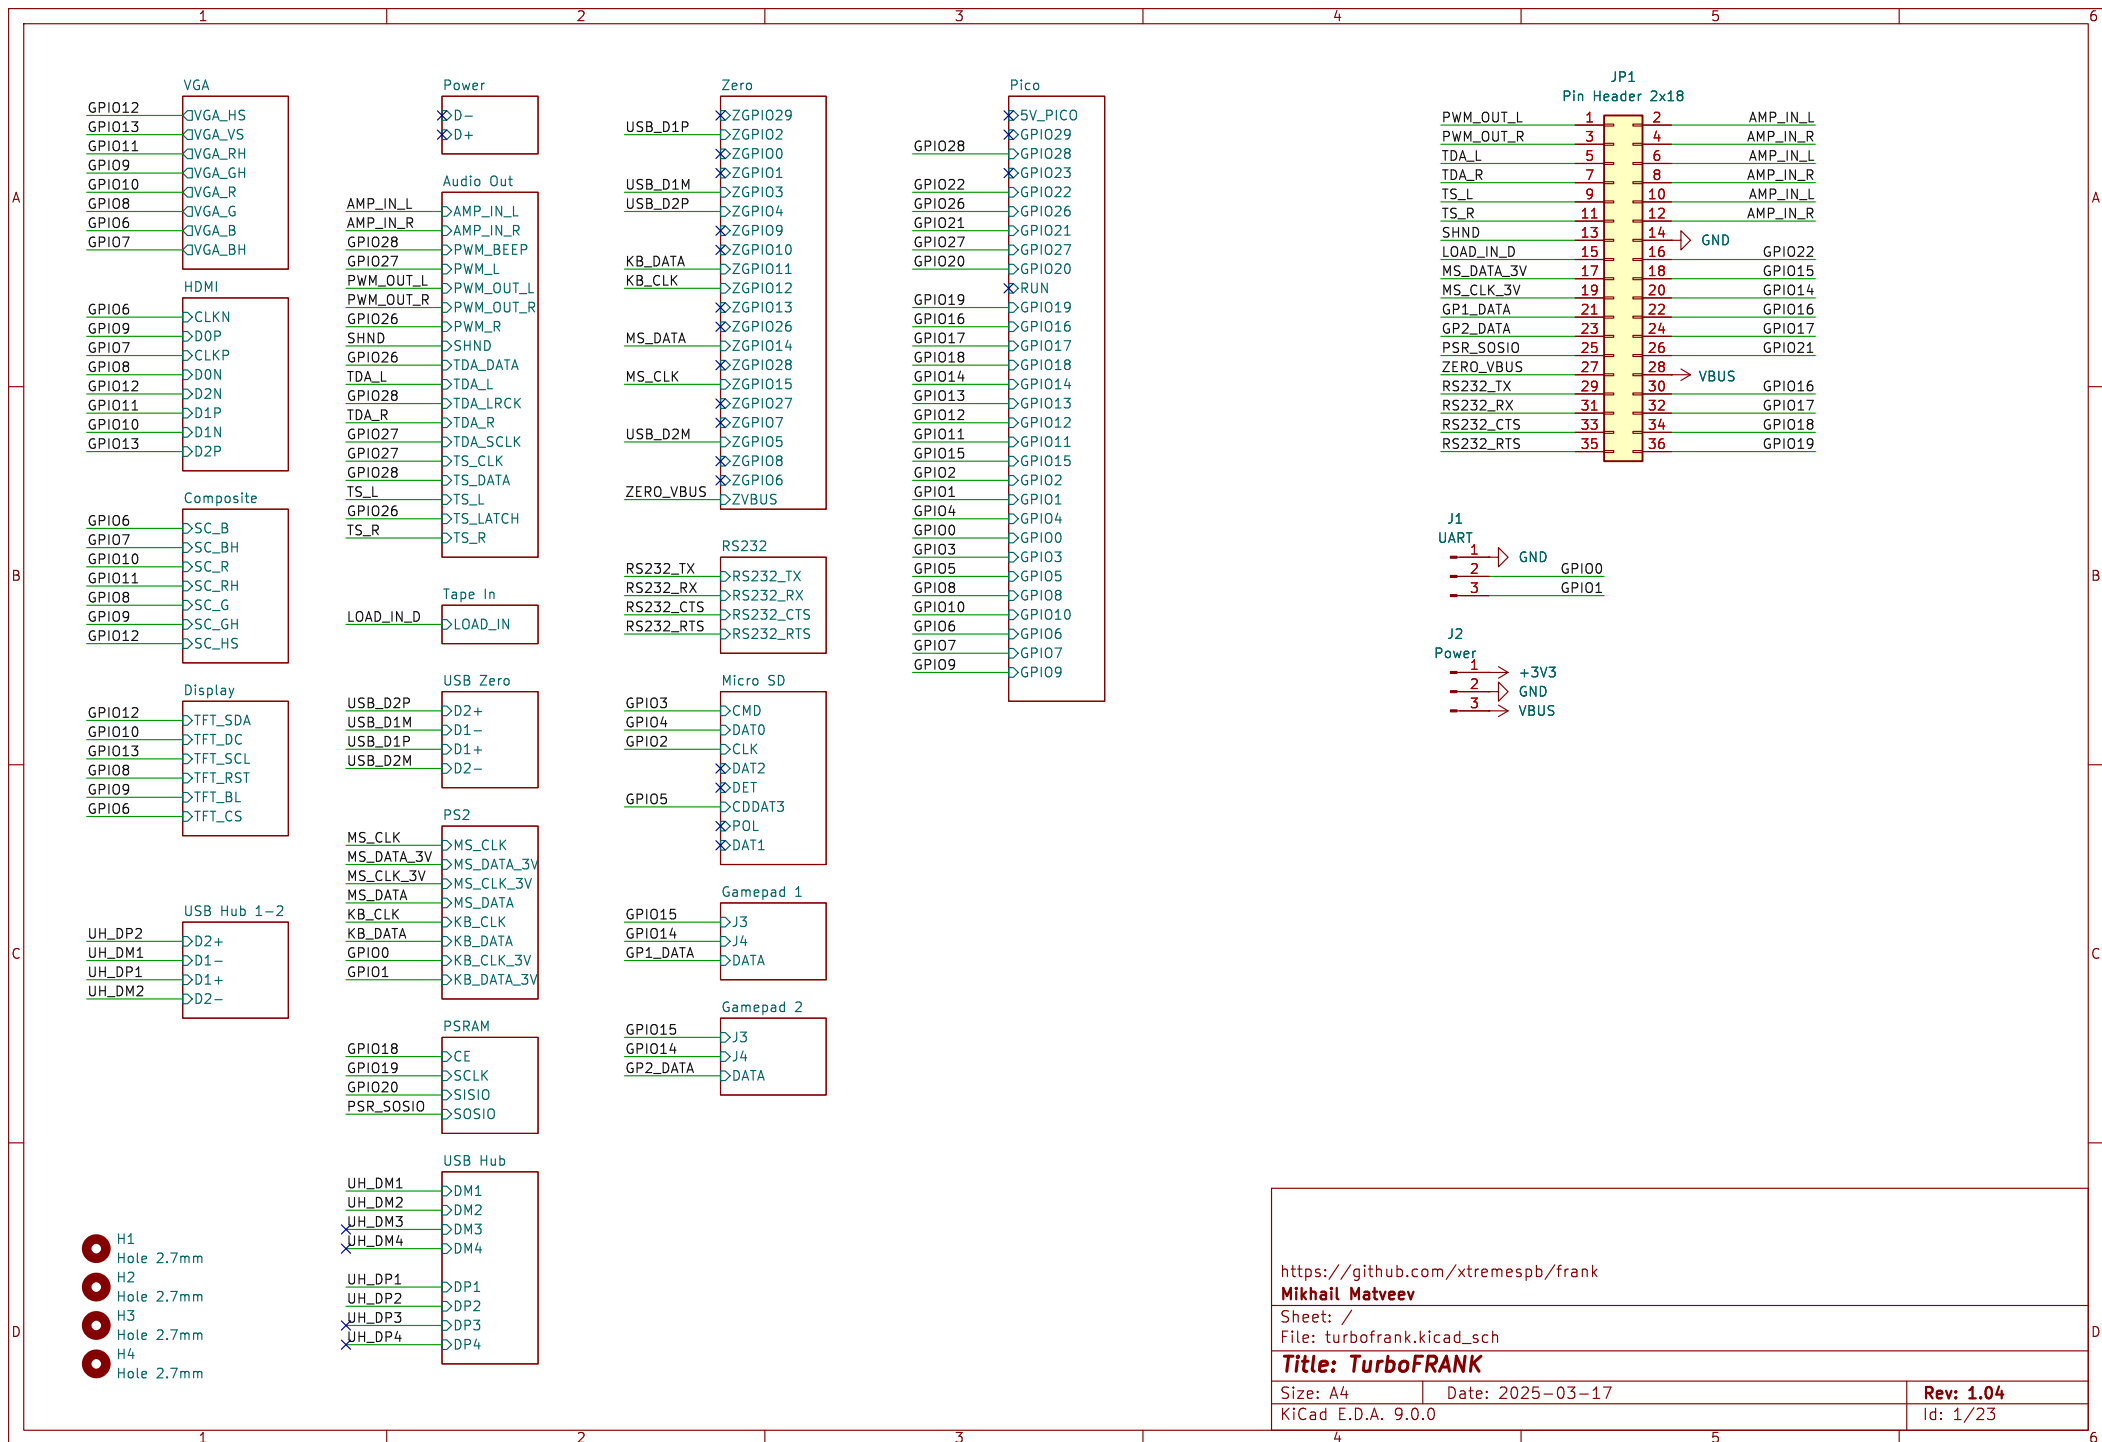 1 2 3 4 5 6
A
B
C
D
VGA
GPIO12 VGA_HS
GPIO13 VGA_VS
GPIO11 VGA_RH
GPIO9 VGA_GH
GPIO10 VGA_R
GPIO8 VGA_G
GPIO6 VGA_B
GPIO7 VGA_BH
HDMI
GPIO6 CLKN
GPIO9 D0P
GPIO7 CLKP
GPIO8 D0N
GPIO12 D2N
GPIO11 D1P
GPIO10 D1N
GPIO13 D2P
Composite
GPIO6 SC_B
GPIO7 SC_BH
GPIO10 SC_R
GPIO11 SC_RH
GPIO8 SC_G
GPIO9 SC_GH
GPIO12 SC_HS
Display
GPIO12 TFT_SDA
GPIO10 TFT_DC
GPIO13 TFT_SCL
GPIO8 TFT_RST
GPIO9 TFT_BL
GPIO6 TFT_CS
USB Hub 1-2
UH_DP2 D2+
UH_DM1 D1-
UH_DP1 D1+
UH_DM2 D2-
H1
Hole 2.7mm
H2
Hole 2.7mm
H3
Hole 2.7mm
H4
Hole 2.7mm
Power
D-
D+
Audio Out
AMP_IN_L AMP_IN_L
AMP_IN_R AMP_IN_R
GPIO28 PWM_BEEP
GPIO27 PWM_L
PWM_OUT_L PWM_OUT_L
PWM_OUT_R PWM_OUT_R
GPIO26 PWM_R
SHND SHND
GPIO26 TDA_DATA
TDA_L TDA_L
GPIO28 TDA_LRCK
TDA_R TDA_R
GPIO27 TDA_SCLK
GPIO27 TS_CLK
GPIO28 TS_DATA
TS_L TS_L
GPIO26 TS_LATCH
TS_R TS_R
Tape In
LOAD_IN_D LOAD_IN
USB Zero
USB_D2P D2+
USB_D1M D1-
USB_D1P D1+
USB_D2M D2-
PS2
MS_CLK MS_CLK
MS_DATA_3V MS_DATA_3V
MS_CLK_3V MS_CLK_3V
MS_DATA MS_DATA
KB_CLK KB_CLK
KB_DATA KB_DATA
GPIO0 KB_CLK_3V
GPIO1 KB_DATA_3V
PSRAM
GPIO18 CE
GPIO19 SCLK
GPIO20 SISIO
PSR_SOSIO SOSIO
USB Hub
UH_DM1 DM1
UH_DM2 DM2
UH_DM3 DM3
UH_DM4 DM4
UH_DP1 DP1
UH_DP2 DP2
UH_DP3 DP3
UH_DP4 DP4
Zero
ZGPIO29
USB_D1P ZGPIO2
ZGPIO0
ZGPIO1
USB_D1M ZGPIO3
USB_D2P ZGPIO4
ZGPIO9
ZGPIO10
KB_DATA ZGPIO11
KB_CLK ZGPIO12
ZGPIO13
ZGPIO26
MS_DATA ZGPIO14
ZGPIO28
MS_CLK ZGPIO15
ZGPIO27
ZGPIO7
USB_D2M ZGPIO5
ZGPIO8
ZGPIO6
ZERO_VBUS ZVBUS
RS232
RS232_TX RS232_TX
RS232_RX RS232_RX
RS232_CTS RS232_CTS
RS232_RTS RS232_RTS
Micro SD
GPIO3 CMD
GPIO4 DAT0
GPIO2 CLK
DAT2
DET
GPIO5 CDDAT3
POL
DAT1
Gamepad 1
GPIO15 J3
GPIO14 J4
GP1_DATA DATA
Gamepad 2
GPIO15 J3
GPIO14 J4
GP2_DATA DATA
Pico
5V_PICO
GPIO29
GPIO28 GPIO28
GPIO23
GPIO22 GPIO22
GPIO26 GPIO26
GPIO21 GPIO21
GPIO27 GPIO27
GPIO20 GPIO20
RUN
GPIO19 GPIO19
GPIO16 GPIO16
GPIO17 GPIO17
GPIO18 GPIO18
GPIO14 GPIO14
GPIO13 GPIO13
GPIO12 GPIO12
GPIO11 GPIO11
GPIO15 GPIO15
GPIO2 GPIO2
GPIO1 GPIO1
GPIO4 GPIO4
GPIO0 GPIO0
GPIO3 GPIO3
GPIO5 GPIO5
GPIO8 GPIO8
GPIO10 GPIO10
GPIO6 GPIO6
GPIO7 GPIO7
GPIO9 GPIO9
JP1
Pin Header 2x18
PWM_OUT_L 1 2 AMP_IN_L
PWM_OUT_R 3 4 AMP_IN_R
TDA_L 5 6 AMP_IN_L
TDA_R 7 8 AMP_IN_R
TS_L 9 10 AMP_IN_L
TS_R 11 12 AMP_IN_R
SHND 13 14 GND
LOAD_IN_D 15 16 GPIO22
MS_DATA_3V 17 18 GPIO15
MS_CLK_3V 19 20 GPIO14
GP1_DATA 21 22 GPIO16
GP2_DATA 23 24 GPIO17
PSR_SOSIO 25 26 GPIO21
ZERO_VBUS 27 28 VBUS
RS232_TX 29 30 GPIO16
RS232_RX 31 32 GPIO17
RS232_CTS 33 34 GPIO18
RS232_RTS 35 36 GPIO19
J1
UART
1 GND
2 GPIO0
3 GPIO1
J2
Power
1 +3V3
2 GND
3 VBUS
A
B
C
D
https://github.com/xtremespb/frank
Mikhail Matveev
Sheet: /
File: turbofrank.kicad_sch
Title: TurboFRANK
Size: A4 Date: 2025-03-17 Rev: 1.04
KiCad E.D.A. 9.0.0 Id: 1/23
1 2 3 4 5 6